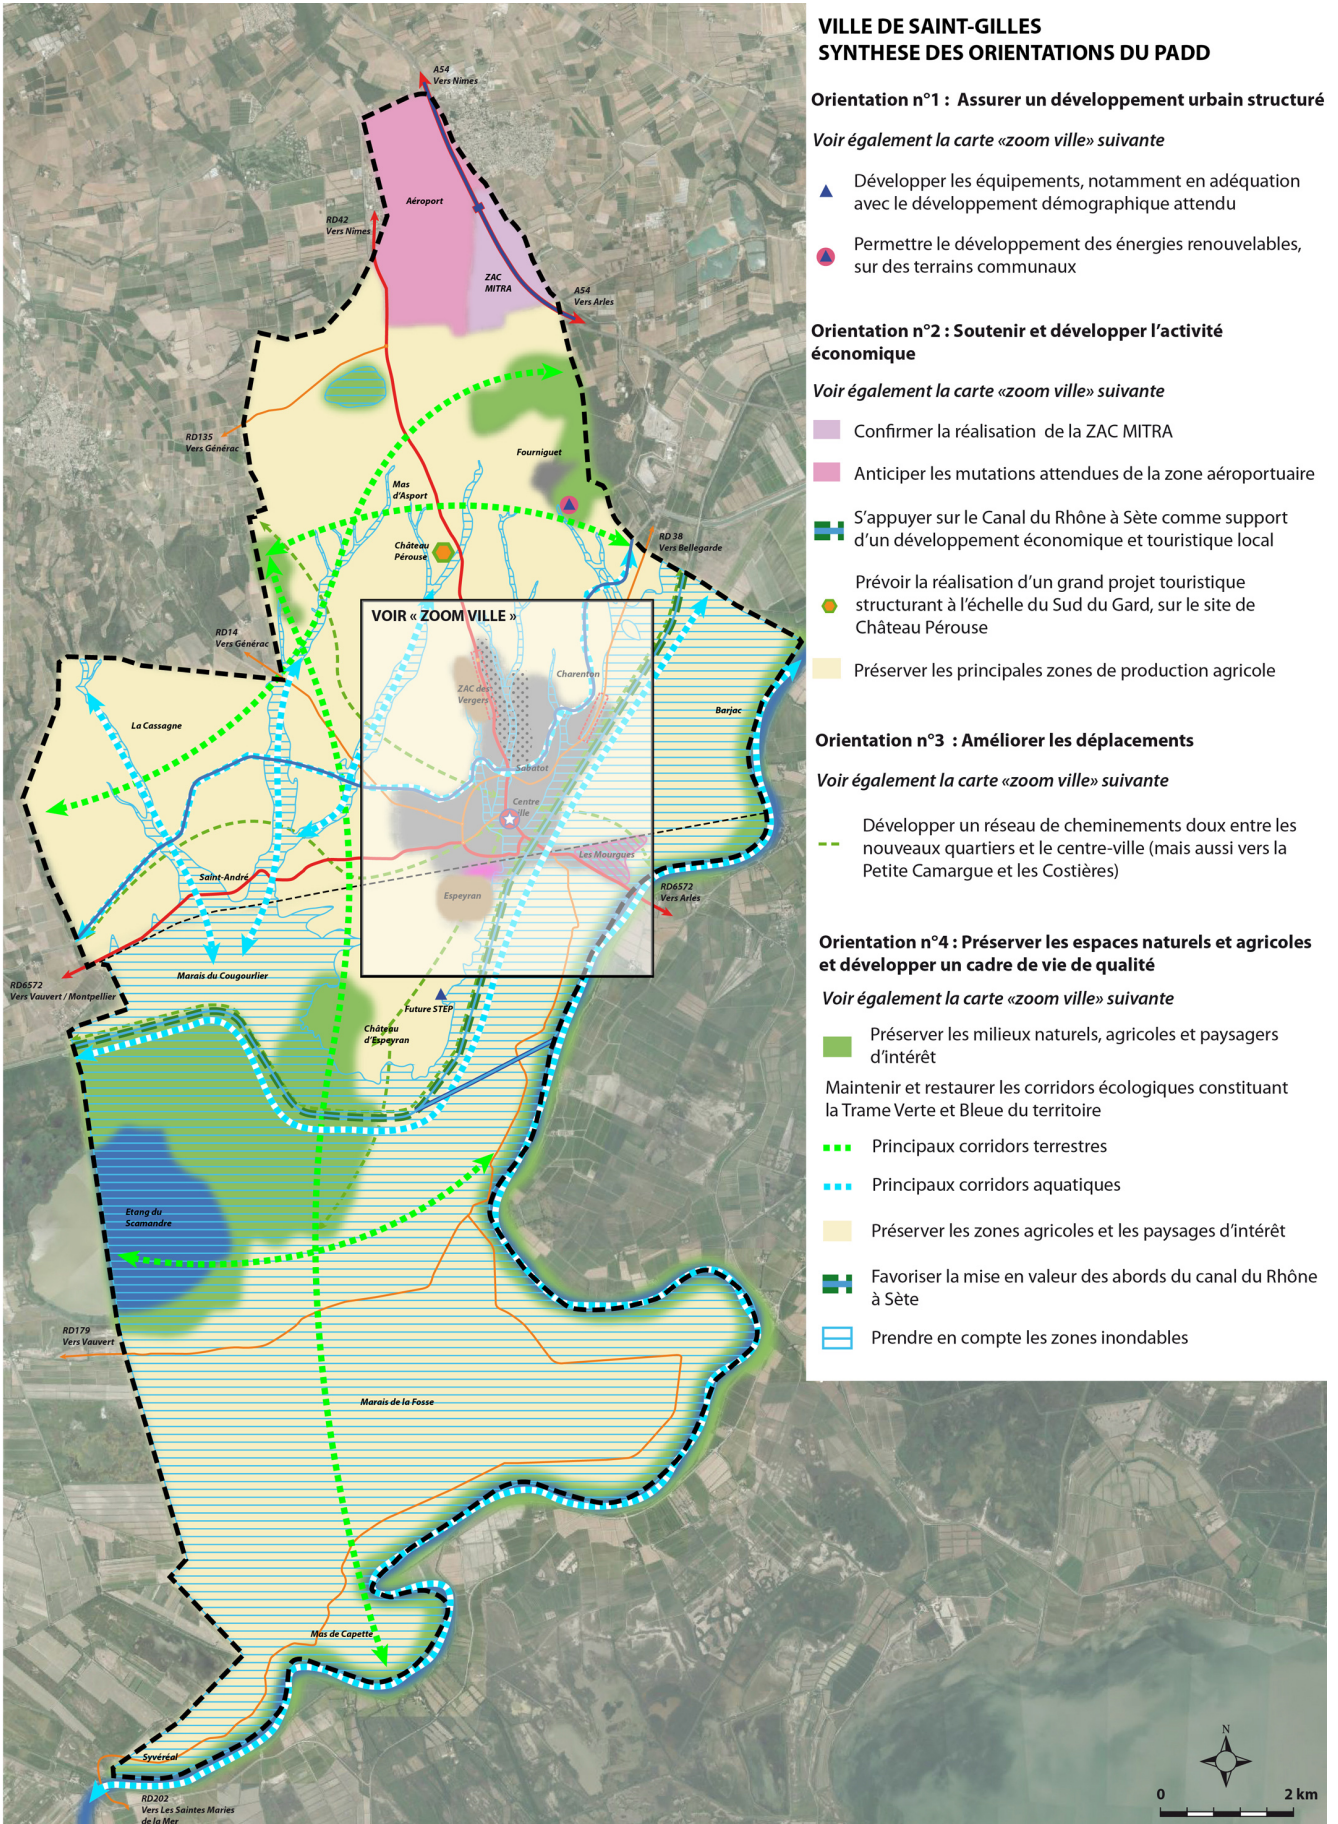 VILLE DE SAINT-GILLES
SYNTHESE DES ORIENTATIONS DU PADD
Orientation n°1 : Assurer un développement urbain structuré
Voir également la carte «zoom ville» suivante
Développer les équipements, notamment en adéquation
avec le développement démographique attendu
Permettre le développement des énergies renouvelables,
sur des terrains communaux
Orientation n°2 : Soutenir et développer l'activité
économique
Voir également la carte «zoom ville» suivante
Confirmer la réalisation de la ZAC MITRA
Anticiper les mutations attendues de la zone aéroportuaire
S'appuyer sur le Canal du Rhône à Sète comme support
d'un développement économique et touristique local
Prévoir la réalisation d'un grand projet touristique
structurant à l'échelle du Sud du Gard, sur le site de
Château Pérouse
Préserver les principales zones de production agricole
Orientation n°3 : Améliorer les déplacements
Voir également la carte «zoom ville» suivante
Développer un réseau de cheminements doux entre les
nouveaux quartiers et le centre-ville (mais aussi vers la
Petite Camargue et les Costières)
Orientation n°4 : Préserver les espaces naturels et agricoles
et développer un cadre de vie de qualité
Voir également la carte «zoom ville» suivante
Préserver les milieux naturels, agricoles et paysagers
d'intérêt
Maintenir et restaurer les corridors écologiques constituant
la Trame Verte et Bleue du territoire
Principaux corridors terrestres
Principaux corridors aquatiques
Préserver les zones agricoles et les paysages d'intérêt
Favoriser la mise en valeur des abords du canal du Rhône
à Sète
Prendre en compte les zones inondables
A54
Vers Nimes
Aéroport
RD42
Vers Nimes
ZAC
MITRA
A54
Vers Arles
RD135
Vers Générac
Fourniguet
Mas
d'Asport
Château
Pérouse
RD 38
Vers Bellegarde
VOIR « ZOOM VILLE »
RD14
Vers Générac
ZAC des
Vergers
Charenton
La Cassagne
Barjac
Sabatot
Centre
ville
Les Mourgues
Saint-André
Espeyran
RD6572
Vers Arles
Marais du Cougourlier
RD6572
Vers Vauvert / Montpellier
Future STEP
Château
d'Espeyran
Etang du
Scamandre
RD179
Vers Vauvert
Marais de la Fosse
Mas de Capette
Syvéréal
RD202
Vers Les Saintes Maries
de la Mer
N
0 2 km